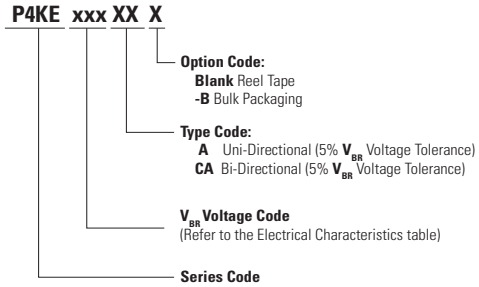 P4KE xxx XX X
Option Code:
Blank Reel Tape
-B Bulk Packaging
Type Code:
A Uni-Directional (5% VBR Voltage Tolerance)
CA Bi-Directional (5% VBR Voltage Tolerance)
VBR Voltage Code
(Refer to the Electrical Characteristics table)
Series Code